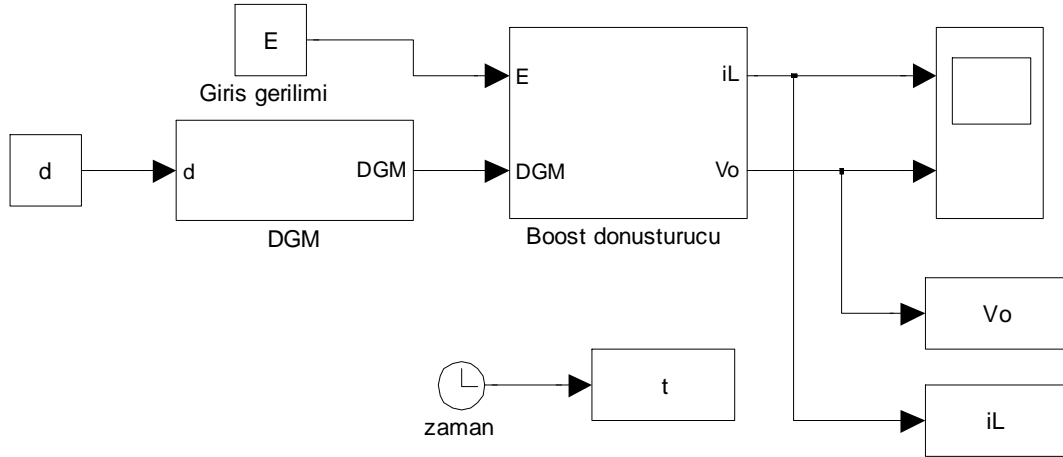 E
Giris gerilimi
d
d
DGM
DGM
E
iL
DGM
Vo
Boost donusturucu
Vo
t
zaman
iL